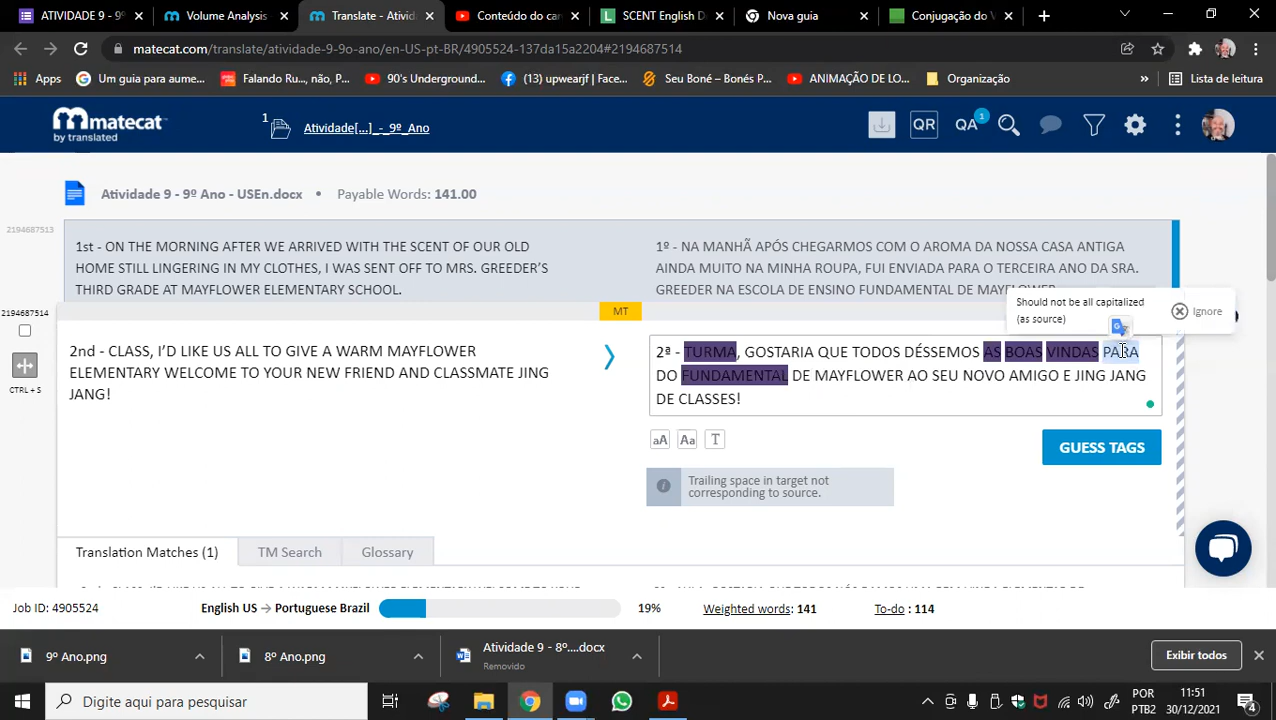 ATIVIDADE 9 - 9º
Volume Analysis
Translate - Ativid
Conteúdo do can
SCENT English D
Nova guia
Conjugação do V
matecat.com/translate/atividade-9-9o-ano/en-US-pt-BR/4905524-137da15a2204#2194687514
Apps
Um guia para aume...
Falando Ru..., não, P...
90's Underground...
(13) upwearjf | Face...
Seu Boné – Bonés P...
ANIMAÇÃO DE LO...
Organização
»
Lista de leitura
matecat
by translated
1
Atividade[...]_-_9º_Ano
QR
QA
1
Atividade 9 - 9º Ano - USEn.docx • Payable Words: 141.00
2194687513
1st - ON THE MORNING AFTER WE ARRIVED WITH THE SCENT OF OUR OLD
HOME STILL LINGERING IN MY CLOTHES, I WAS SENT OFF TO MRS. GREEDER'S
THIRD GRADE AT MAYFLOWER ELEMENTARY SCHOOL.
1º - NA MANHÃ APÓS CHEGARMOS COM O AROMA DA NOSSA CASA ANTIGA
AINDA MUITO NA MINHA ROUPA, FUI ENVIADA PARA O TERCEIRA ANO DA SRA.
GREEDER NA ESCOLA DE ENSINO FUNDAMENTAL DE MAYFLOWER
Should not be all capitalized
(as source)
Ignore
2194687514
CTRL + S
MT
2nd - CLASS, I'D LIKE US ALL TO GIVE A WARM MAYFLOWER
ELEMENTARY WELCOME TO YOUR NEW FRIEND AND CLASSMATE JING
JANG!
2º - TURMA, GOSTARIA QUE TODOS DÉSSEMOS AS BOAS VINDAS PARA
DO FUNDAMENTAL DE MAYFLOWER AO SEU NOVO AMIGO E JING JANG
DE CLASSES!
aA
Aa
T
GUESS TAGS
Trailing space in target not
corresponding to source.
Translation Matches (1)
TM Search
Glossary
Job ID: 4905524
English US → Portuguese Brazil
19%
Weighted words: 141
To-do : 114
9º Ano.png
8º Ano.png
Atividade 9 - 8º....docx
Removido
Exibir todos
Digite aqui para pesquisar
POR
PTB2
11:51
30/12/2021
4